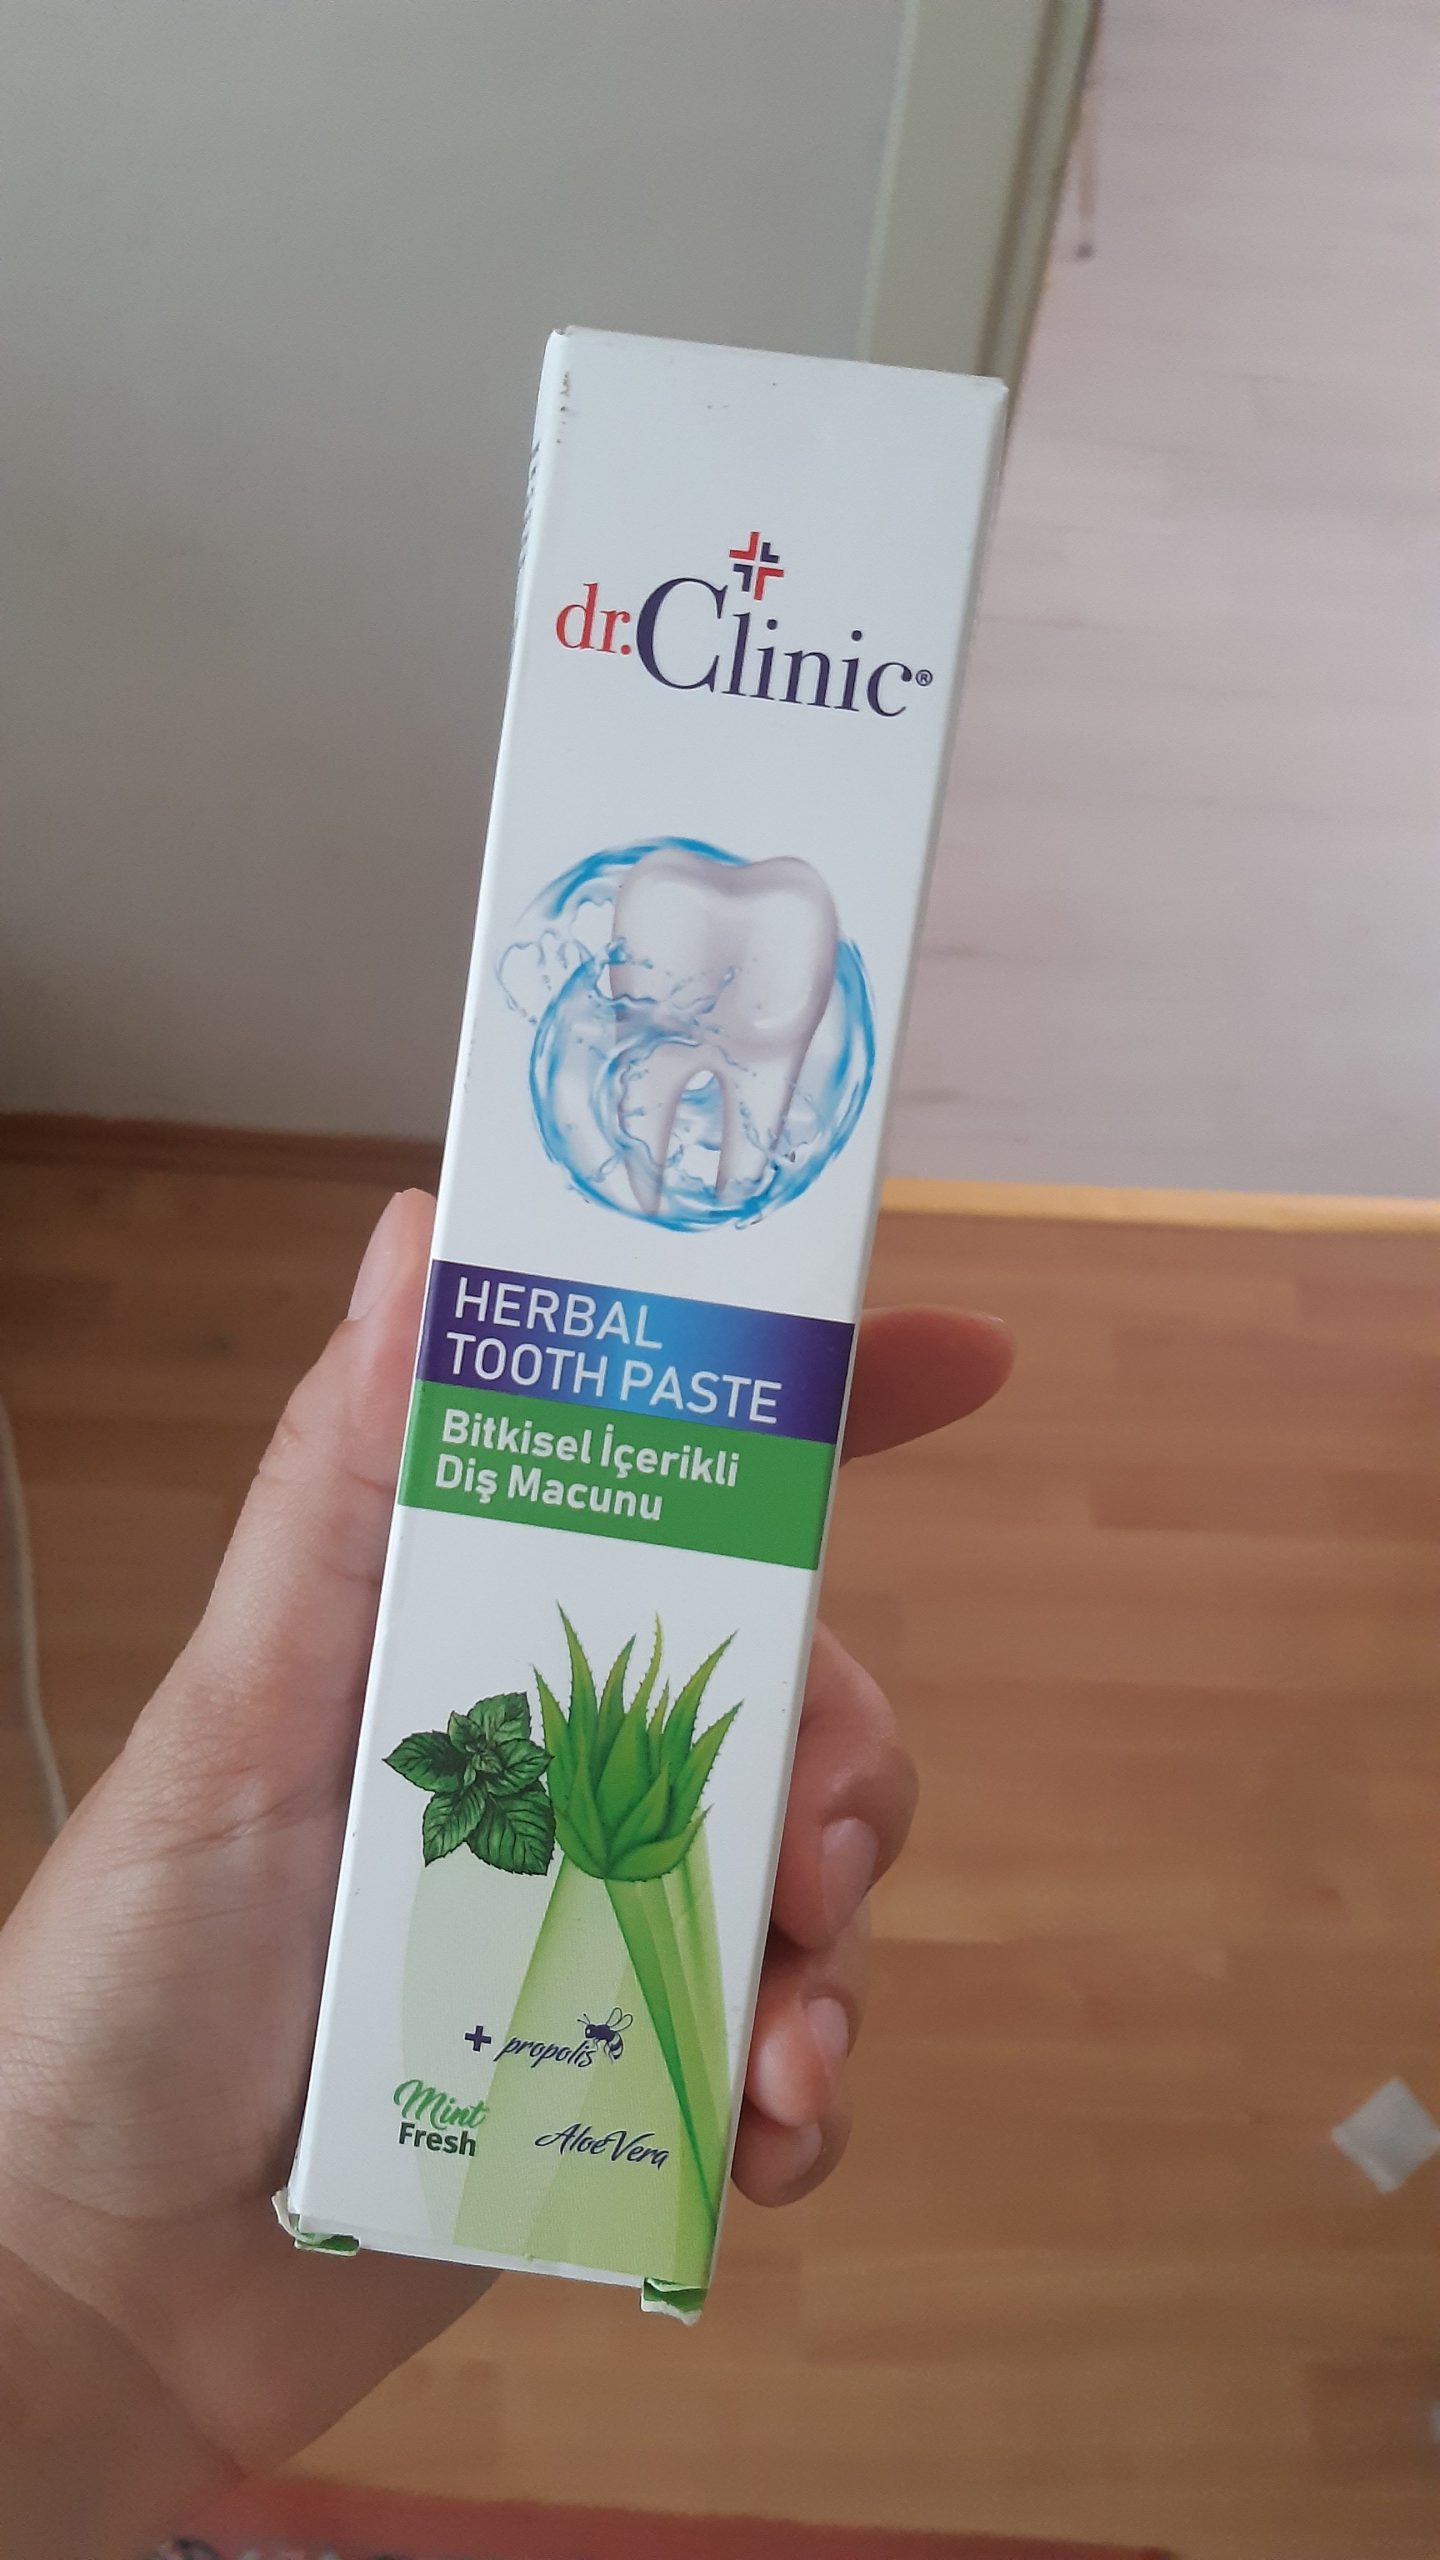 dr.Clinic®
HERBAL
TOOTH PASTE
Bitkisel İçerikli
Diş Macunu
+ propolis
Mint
Fresh
AloeVera